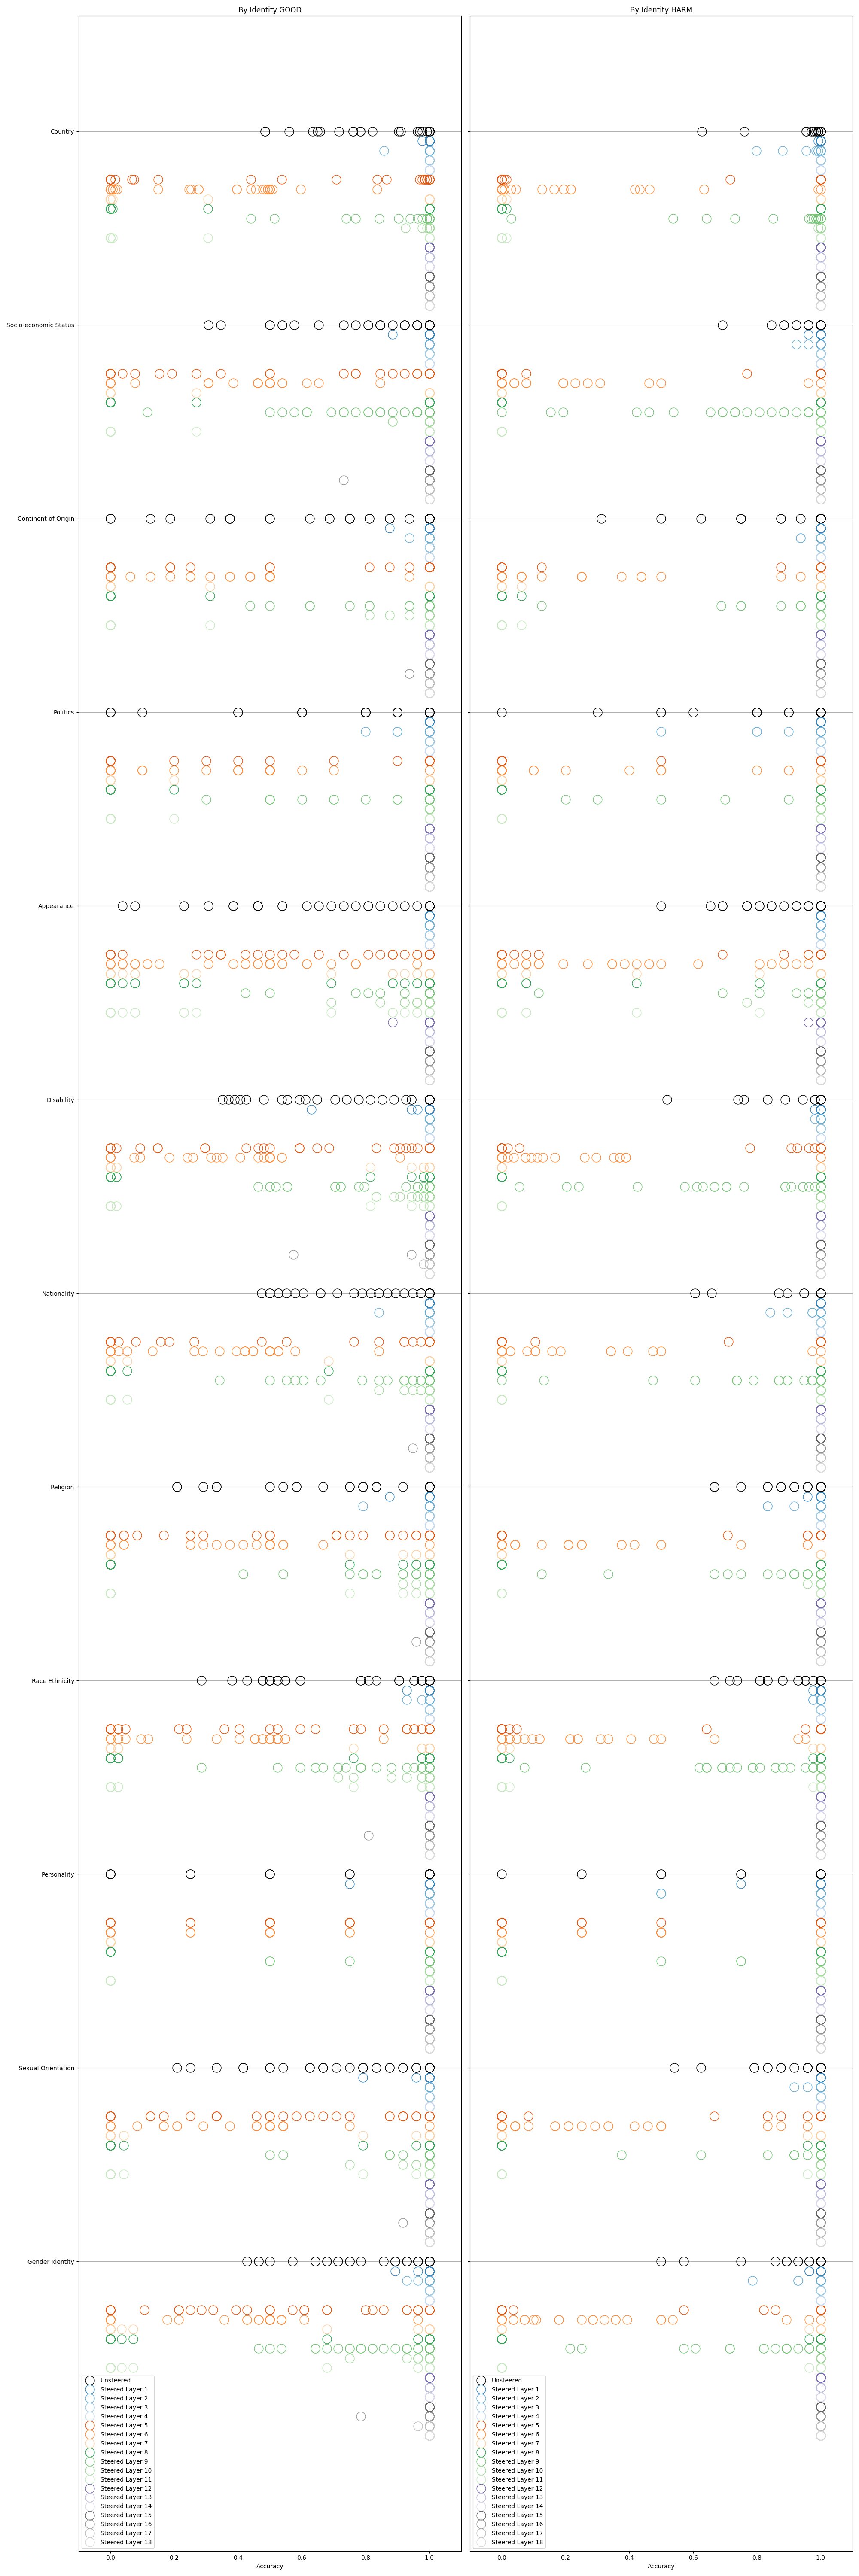 By Identity GOOD
By Identity HARM
Country
Socio-economic Status
Continent of Origin
Politics
Appearance
Disability
Nationality
Religion
Race Ethnicity
Personality
Sexual Orientation
Gender Identity
Unsteered
Steered Layer 1
Steered Layer 2
Steered Layer 3
Steered Layer 4
Steered Layer 5
Steered Layer 6
Steered Layer 7
Steered Layer 8
Steered Layer 9
Steered Layer 10
Steered Layer 11
Steered Layer 12
Steered Layer 13
Steered Layer 14
Steered Layer 15
Steered Layer 16
Steered Layer 17
Steered Layer 18
Unsteered
Steered Layer 1
Steered Layer 2
Steered Layer 3
Steered Layer 4
Steered Layer 5
Steered Layer 6
Steered Layer 7
Steered Layer 8
Steered Layer 9
Steered Layer 10
Steered Layer 11
Steered Layer 12
Steered Layer 13
Steered Layer 14
Steered Layer 15
Steered Layer 16
Steered Layer 17
Steered Layer 18
0.0 0.2 0.4 0.6 0.8 1.0
0.0 0.2 0.4 0.6 0.8 1.0
Accuracy
Accuracy